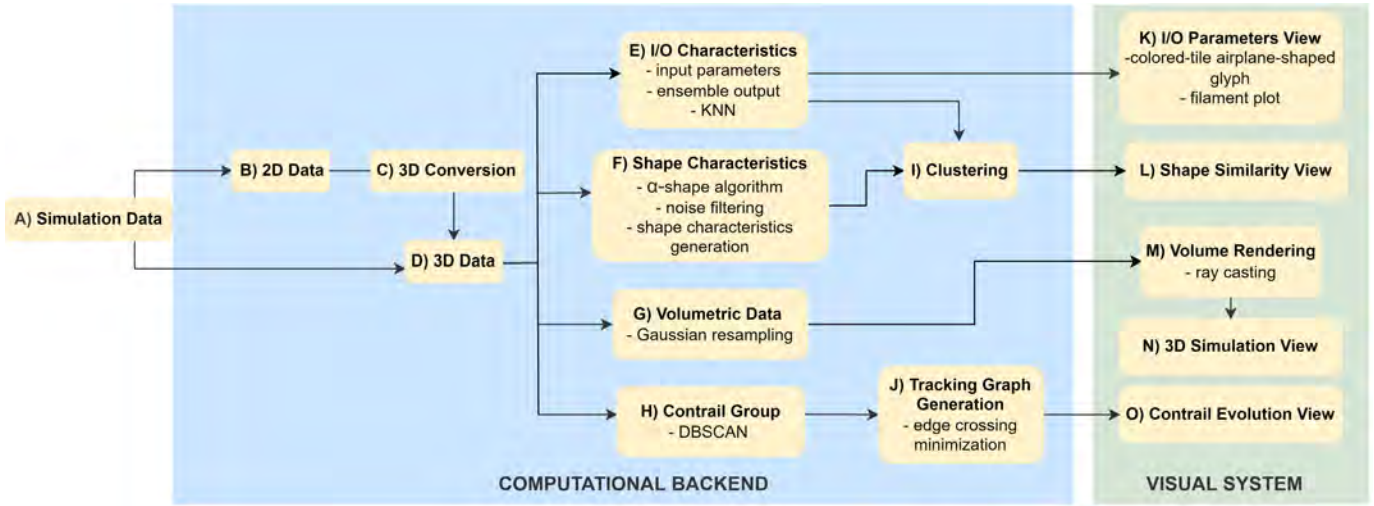 A) Simulation Data
B) 2D Data
C) 3D Conversion
D) 3D Data
E) I/O Characteristics
- input parameters
- ensemble output
- KNN
F) Shape Characteristics
- α-shape algorithm
- noise filtering
- shape characteristics
generation
G) Volumetric Data
- Gaussian resampling
H) Contrail Group
- DBSCAN
I) Clustering
J) Tracking Graph
Generation
- edge crossing
minimization
COMPUTATIONAL BACKEND
K) I/O Parameters View
-colored-tile airplane-shaped
glyph
- filament plot
L) Shape Similarity View
M) Volume Rendering
- ray casting
N) 3D Simulation View
O) Contrail Evolution View
VISUAL SYSTEM